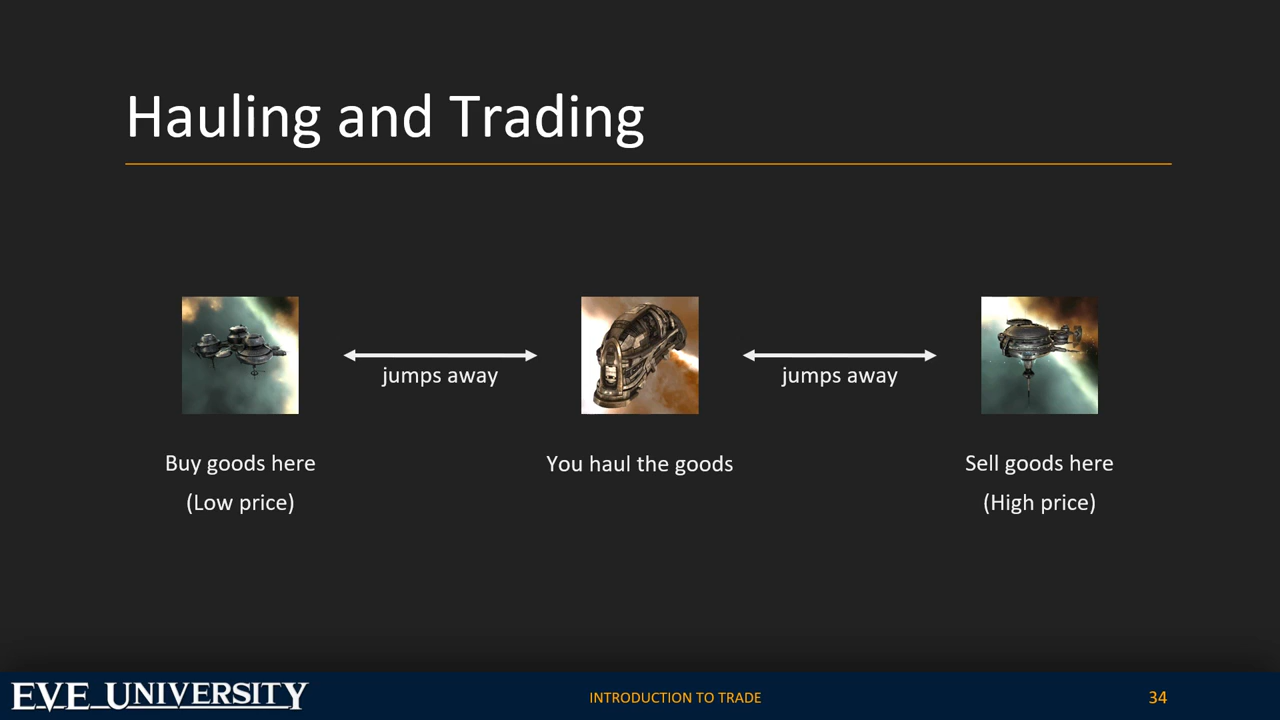 Hauling and Trading
jumps away
jumps away
Buy goods here
(Low price)
You haul the goods
Sell goods here
(High price)
EVE UNIVERSITY
INTRODUCTION TO TRADE
34